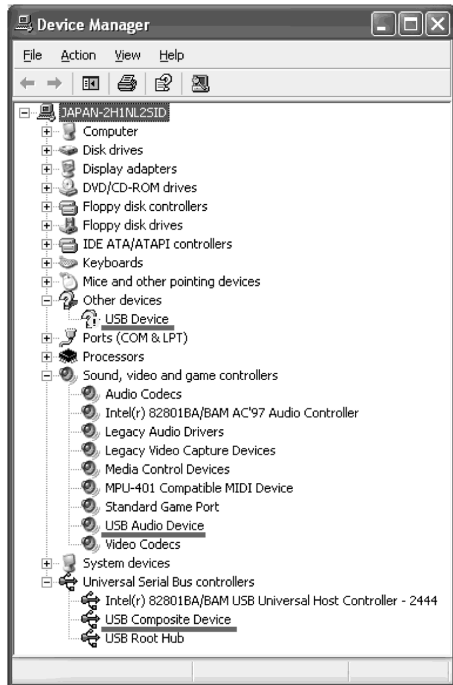 Device Manager
File Action View Help
JAPAN-2H1NL2SID
Computer
Disk drives
Display adapters
DVD/CD-ROM drives
Floppy disk controllers
Floppy disk drives
IDE ATA/ATAPI controllers
Keyboards
Mice and other pointing devices
Other devices
USB Device
Ports (COM & LPT)
Processors
Sound, video and game controllers
Audio Codecs
Intel(r) 82801BA/BAM AC'97 Audio Controller
Legacy Audio Drivers
Legacy Video Capture Devices
Media Control Devices
MPU-401 Compatible MIDI Device
Standard Game Port
USB Audio Device
Video Codecs
System devices
Universal Serial Bus controllers
Intel(r) 82801BA/BAM USB Universal Host Controller - 2444
USB Composite Device
USB Root Hub